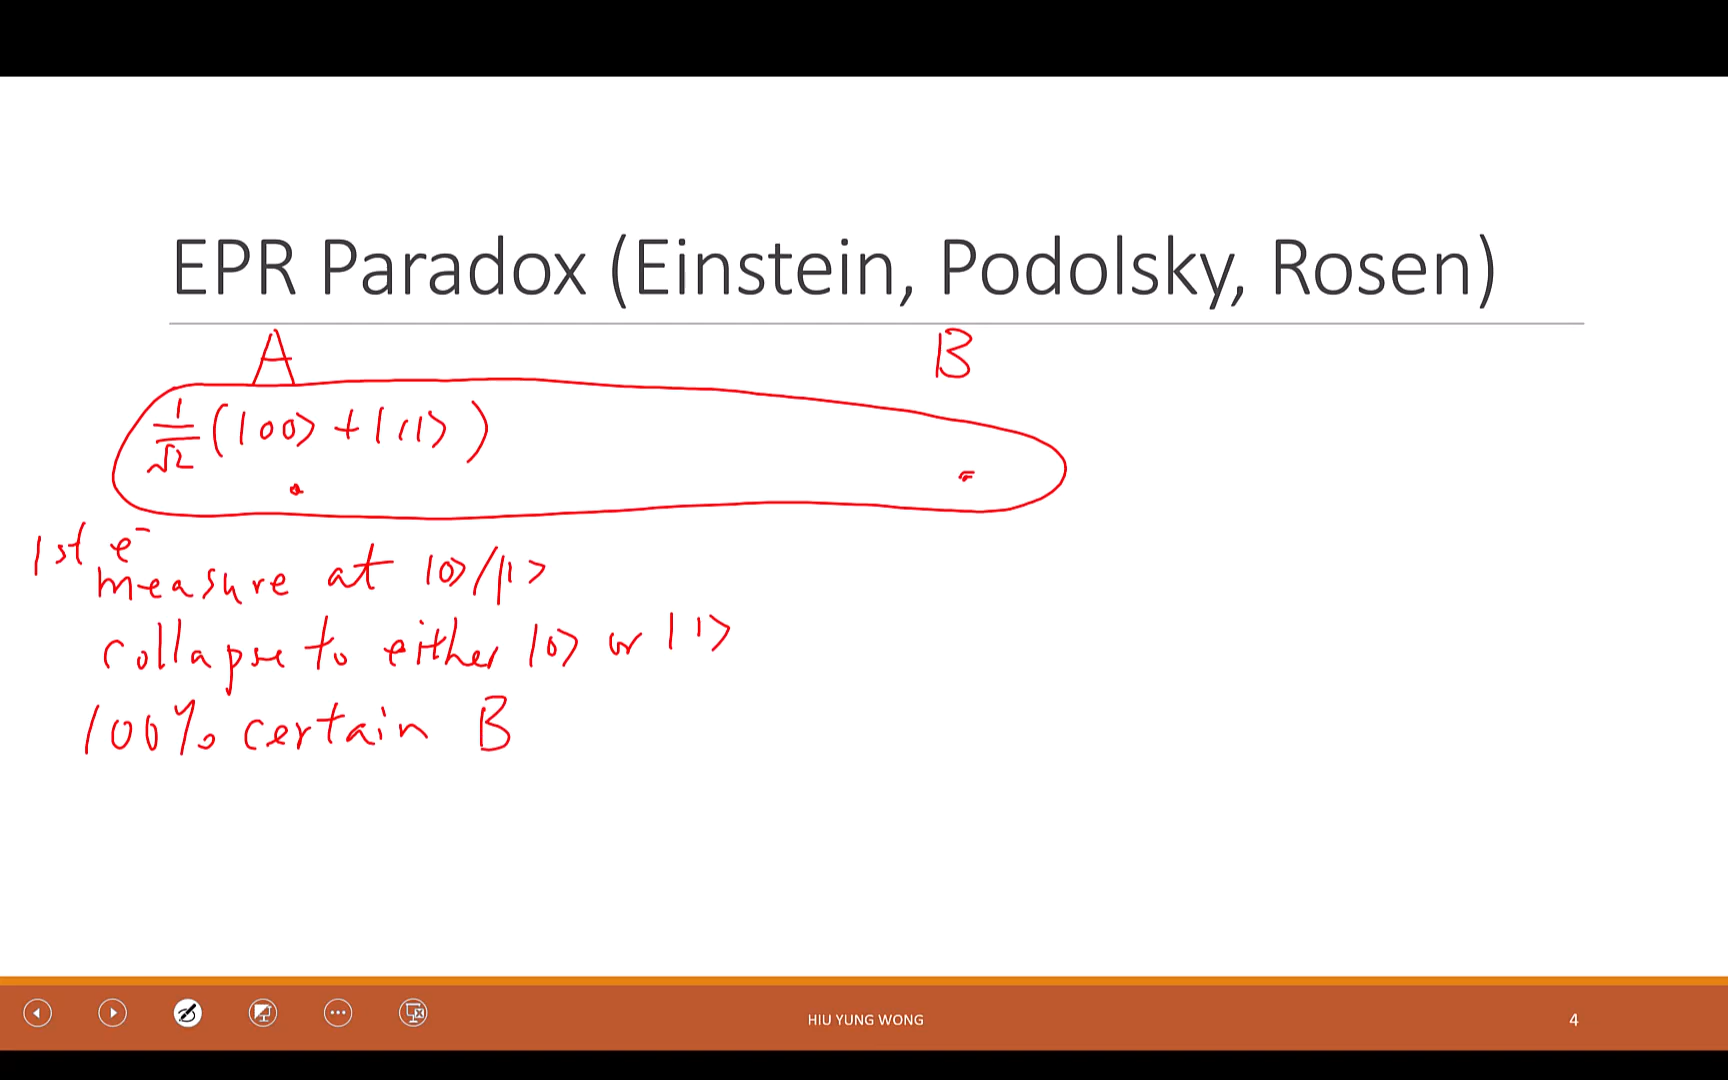 EPR Paradox (Einstein, Podolsky, Rosen)
A B
1/√2 (|00> + |11>)
1st e-
measure at |0>/|1>
collapse to either |0> or |1>
100% certain B
HIU YUNG WONG 4